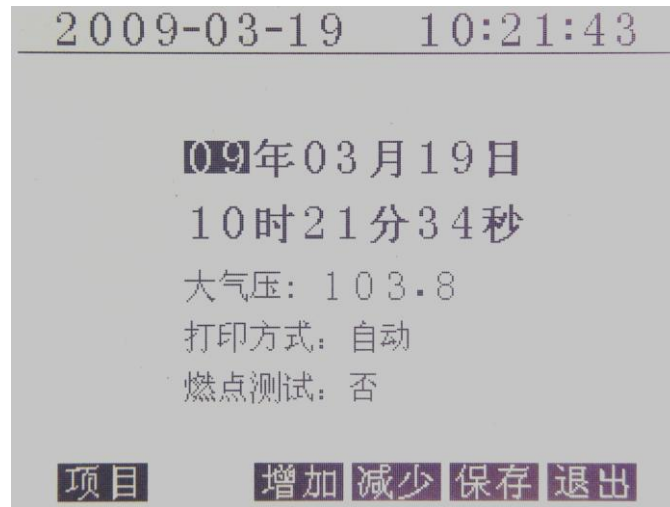 2009-03-19 10:21:43
09年03月19日
10时21分34秒
大气压: 103.8
打印方式: 自动
燃点测试: 否
项目 增加 减少 保存 退出